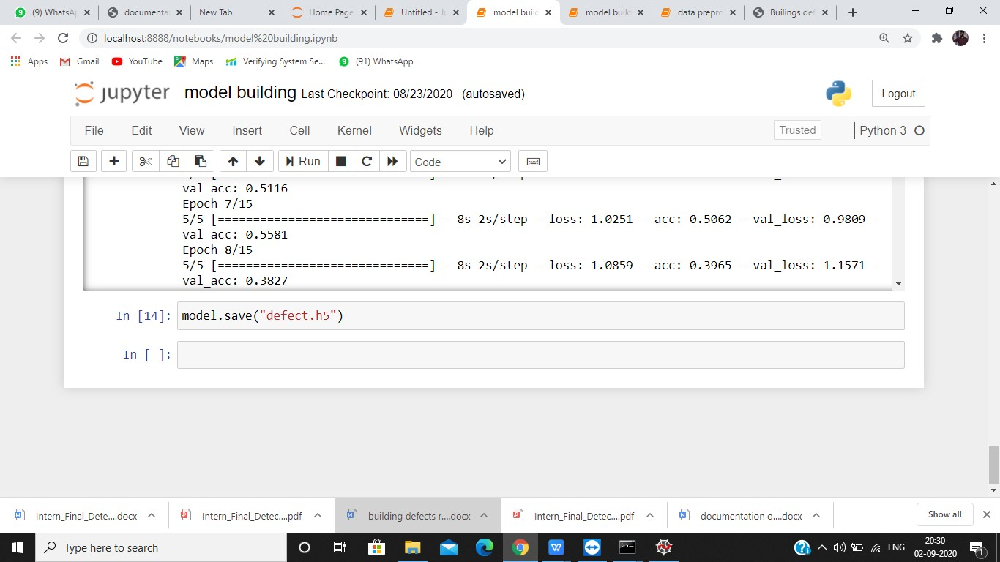 (9) WhatsA
documenta
New Tab
Home Page
Untitled - Ju
model build
model build
data prepro
Builings def
localhost:8888/notebooks/model%20building.ipynb
Apps
Gmail
YouTube
Maps
Verifying System Se...
(91) WhatsApp
jupyter model building Last Checkpoint: 08/23/2020 (autosaved)
Logout
File Edit View Insert Cell Kernel Widgets Help
Trusted
Python 3
Run
Code
val_acc: 0.5116
Epoch 7/15
5/5 [==============================] - 8s 2s/step - loss: 1.0251 - acc: 0.5062 - val_loss: 0.9809 -
val_acc: 0.5581
Epoch 8/15
5/5 [==============================] - 8s 2s/step - loss: 1.0859 - acc: 0.3965 - val_loss: 1.1571 -
val_acc: 0.3827
In [14]: model.save("defect.h5")
In [ ]:
Intern_Final_Dete....docx
Intern_Final_Detec....pdf
building defects r....docx
Intern_Final_Detec....pdf
documentation o....docx
Show all
Type here to search
ENG
20:30
02-09-2020
1